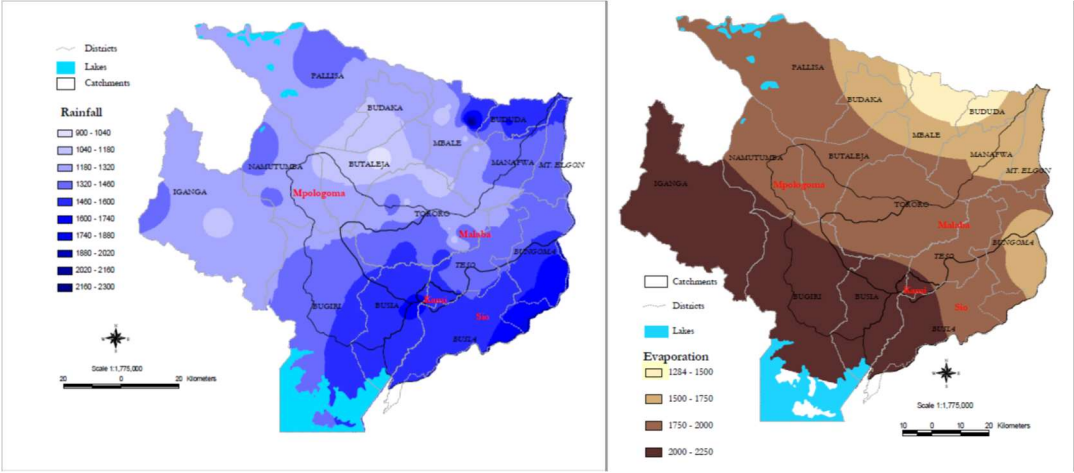 Districts
Lakes
Catchments
Rainfall
900 - 1040
1040 - 1180
1180 - 1320
1320 - 1460
1460 - 1600
1600 - 1740
1740 - 1880
1880 - 2020
2020 - 2160
2160 - 2300
Scale 1:1,775,000
20 0 20 Kilometers
PALLISA
BUDAKA
BUDUDA
MBALE
MANAFWA
MT. ELGON
NAMUTUMBA
BUTALEJA
IGANGA
Mpologoma
TORORO
Malaba
BUNGOMA
TESO
BUGIRI
BUSIA
Sio
PALLISA
BUDAKA
BUDUDA
MBALE
MANAFWA
MT. ELGON
NAMUTUMBA
BUTALEJA
IGANGA
Mpologoma
TORORO
Malaba
BUNGOMA
TESO
BUGIRI
BUSIA
Sio
Catchments
Districts
Lakes
Evaporation
1284 - 1500
1500 - 1750
1750 - 2000
2000 - 2250
Scale 1:1,775,000
10 0 10 20 Kilometers